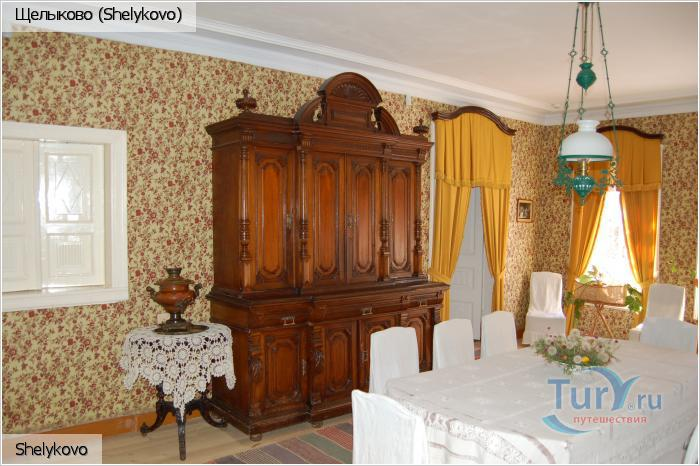 Щелыково (Shelykovo)
TurY.ru
путешествия
Shelykovo